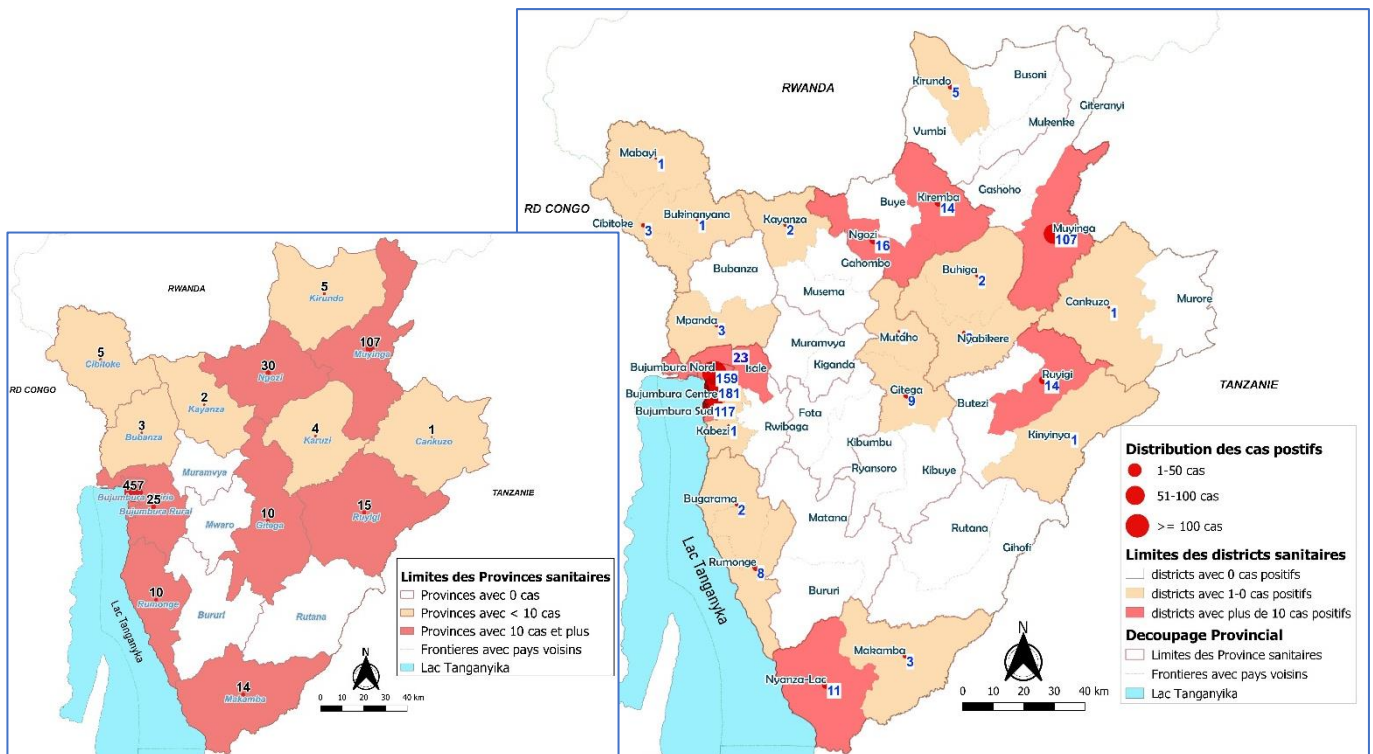 RWANDA
5
Kirundo
5
Cibitoke
107
Muyinga
30
Ngozi
RD CONGO
2
Kayanza
3
Bubanza
4
Karuzi
1
Cankuzo
Muramvya
TANZANIE
457
25
Bujumbura Rural
Mwaro
10
Gitega
15
Ruyigi
10
Rumonge
Bururi
Rutana
Lac Tanganyika
14
Makamba
Limites des Provinces sanitaires
Provinces avec 0 cas
Provinces avec < 10 cas
Provinces avec 10 cas et plus
Frontieres avec pays voisins
Lac Tanganyika
N
0 10 20 30 40 km
RWANDA
Kirundo
5
Busoni
Giteranyi
Mukenke
Vumbi
Mabayi
1
Gashoho
Kiremba
14
Buye
RD CONGO
Cibitoke
3
Bukinanyana
1
Kayanza
2
Ngozi
16
Muyinga
107
Gahombo
Bubanza
Buhiga
2
Musema
Cankuzo
1
Murore
Mpanda
3
Mutaho
Nyabikere
Muramvya
Kiganda
23
Isale
Bujumbura Nord
159
Ruyigi
14
TANZANIE
Bujumbura Centre
181
Gitega
9
Butezi
Bujumbura Sud
117
Fota
Kabezi
1
Rwibaga
Kinyinya
1
Kibumbu
Ryansoro
Kibuye
Bugarama
2
Matana
Rutana
Gihofi
Lac Tanganyika
Rumonge
8
Bururi
Makamba
3
Nyanza-Lac
11
N
0 10 20 30 40 km
Distribution des cas postifs
1-50 cas
51-100 cas
>= 100 cas
Limites des districts sanitaires
districts avec 0 cas positifs
districts avec 1-0 cas positifs
districts avec plus de 10 cas positifs
Decoupage Provincial
Limites des Province sanitaires
Frontieres avec pays voisins
Lac Tanganyika